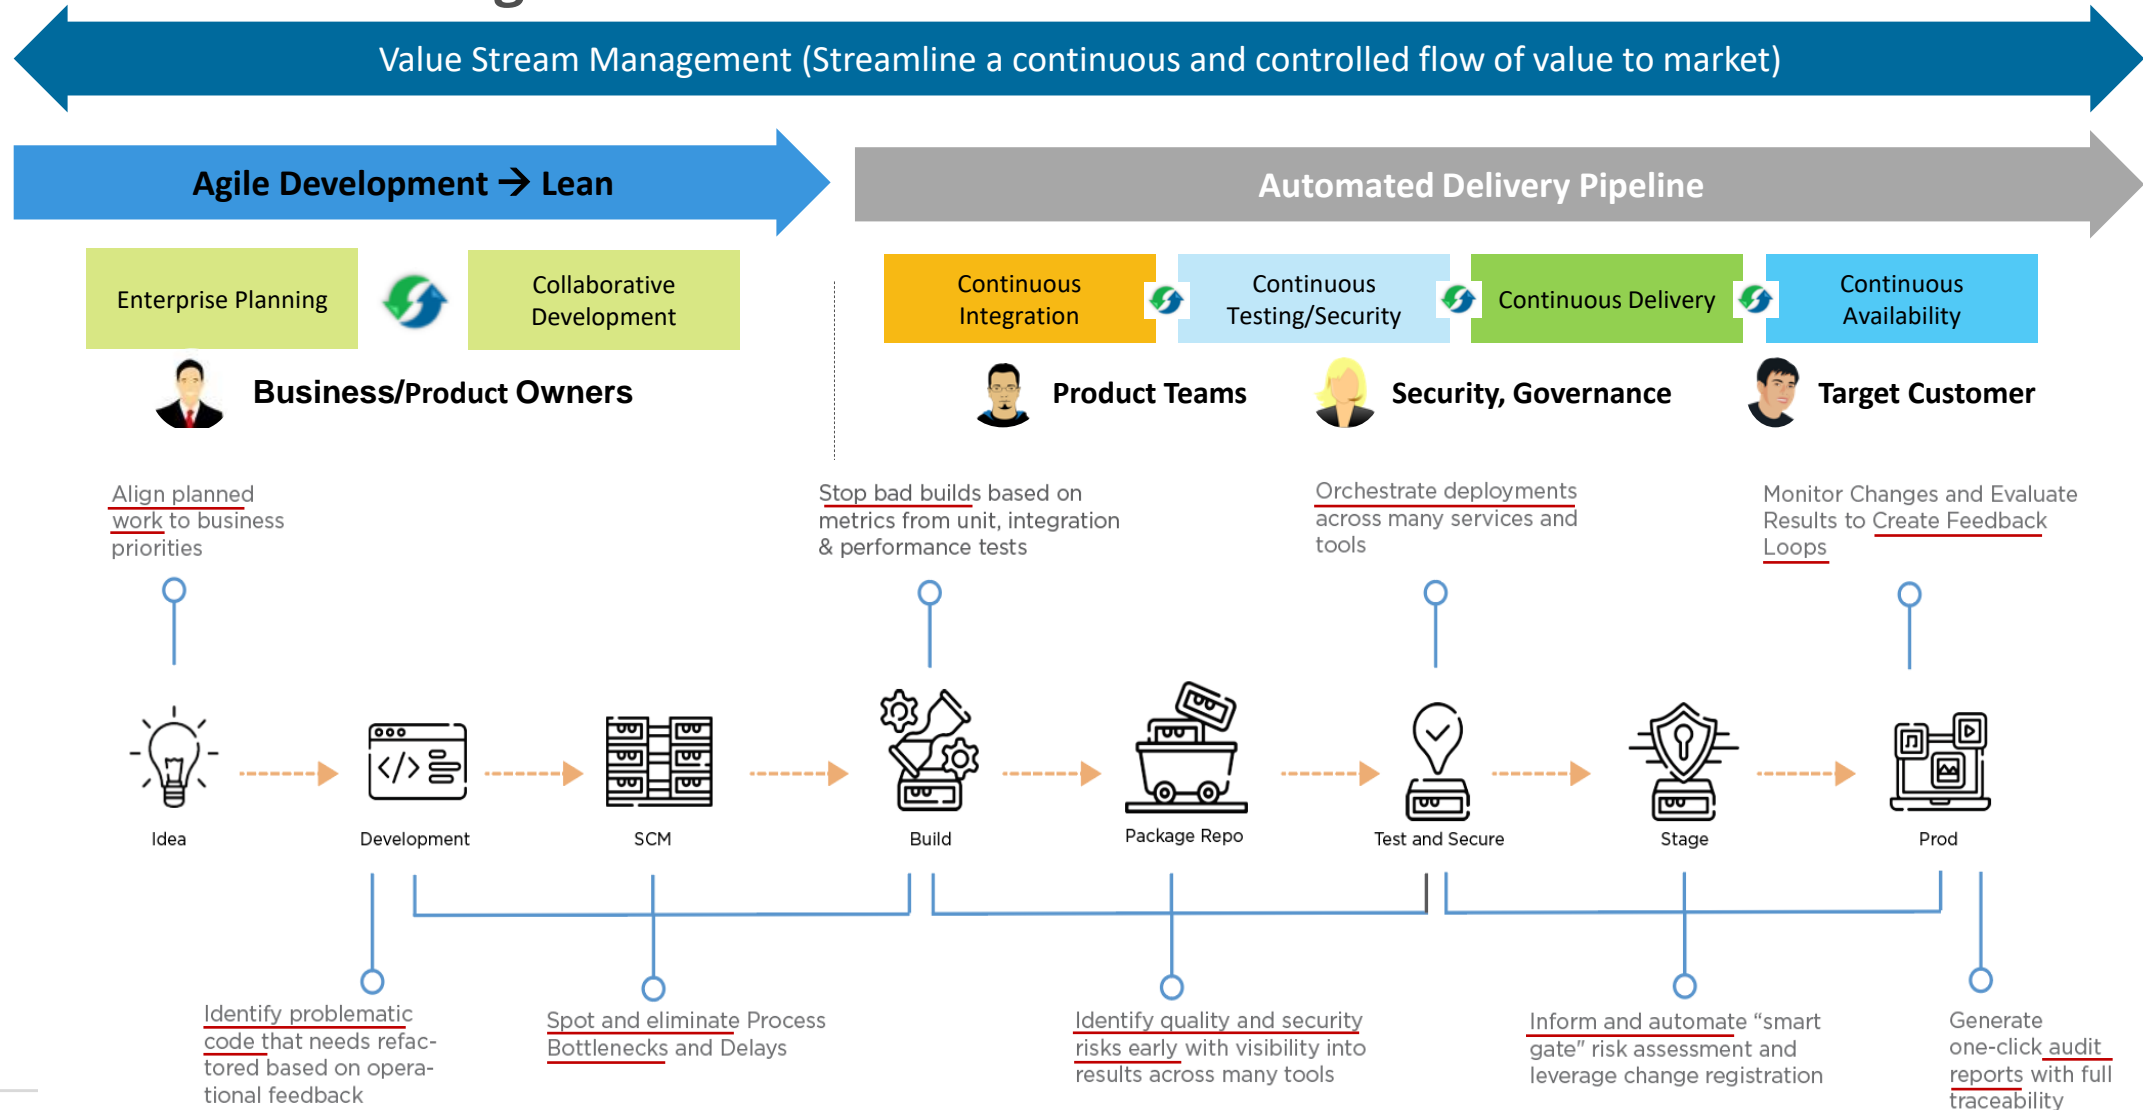 Value Stream Management (Streamline a continuous and controlled flow of value to market)
Agile Development → Lean
Automated Delivery Pipeline
Enterprise Planning
Collaborative
Development
Continuous
Integration
Continuous
Testing/Security
Continuous Delivery
Continuous
Availability
Business/Product Owners
Product Teams
Security, Governance
Target Customer
Align planned
work to business
priorities
Stop bad builds based on
metrics from unit, integration
& performance tests
Orchestrate deployments
across many services and
tools
Monitor Changes and Evaluate
Results to Create Feedback
Loops
Idea
Development
SCM
Build
Package Repo
Test and Secure
Stage
Prod
Identify problematic
code that needs refac-
tored based on opera-
tional feedback
Spot and eliminate Process
Bottlenecks and Delays
Identify quality and security
risks early with visibility into
results across many tools
Inform and automate “smart
gate" risk assessment and
leverage change registration
Generate
one-click audit
reports with full
traceability